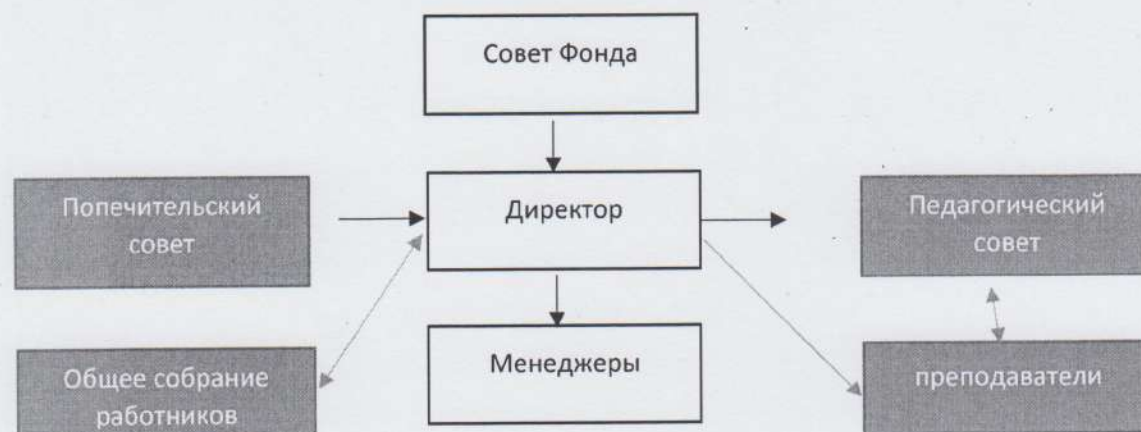 Совет Фонда
Попечительский
совет
Директор
Педагогический
совет
Общее собрание
работников
Менеджеры
преподаватели